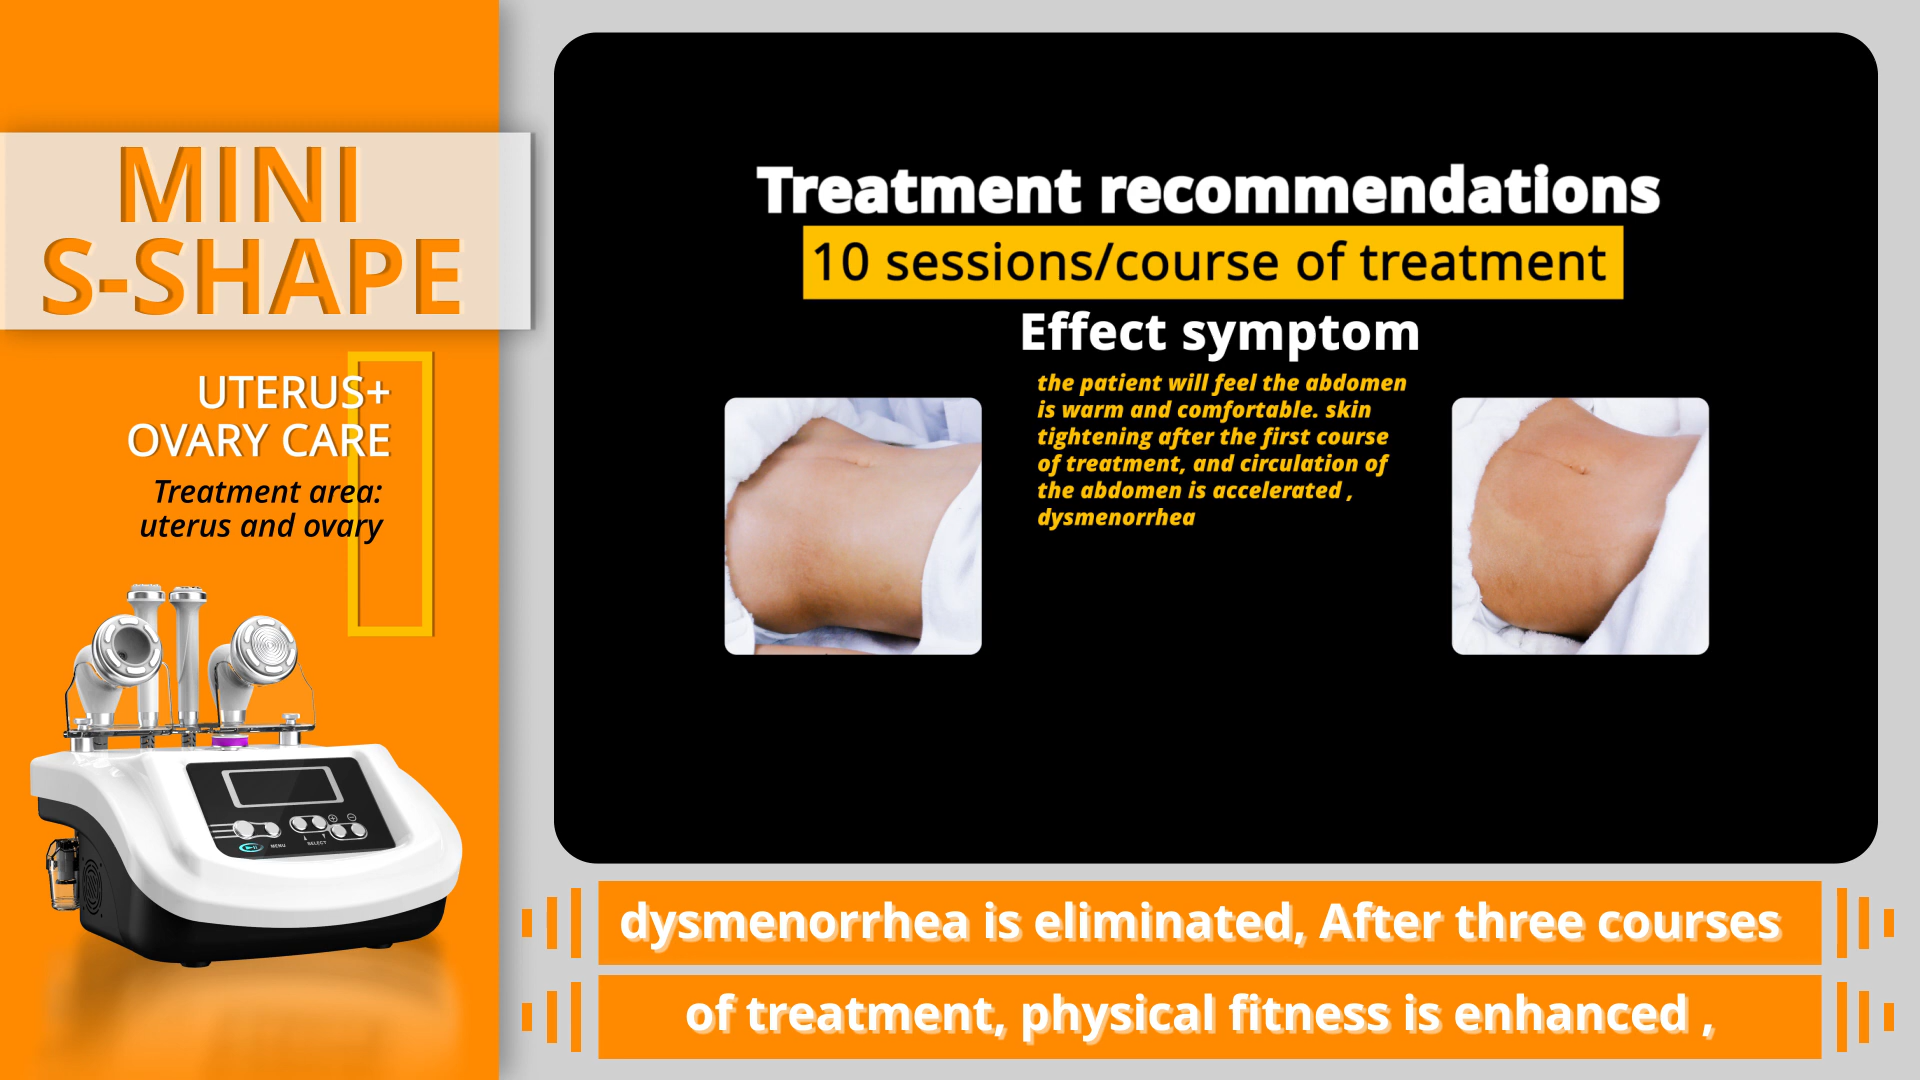 MINI
S-SHAPE
UTERUS+
OVARY CARE
Treatment area:
uterus and ovary
MENU
SELECT
Treatment recommendations
10 sessions/course of treatment
Effect symptom
the patient will feel the abdomen
is warm and comfortable. skin
tightening after the first course
of treatment, and circulation of
the abdomen is accelerated ,
dysmenorrhea
dysmenorrhea is eliminated, After three courses
of treatment, physical fitness is enhanced ,